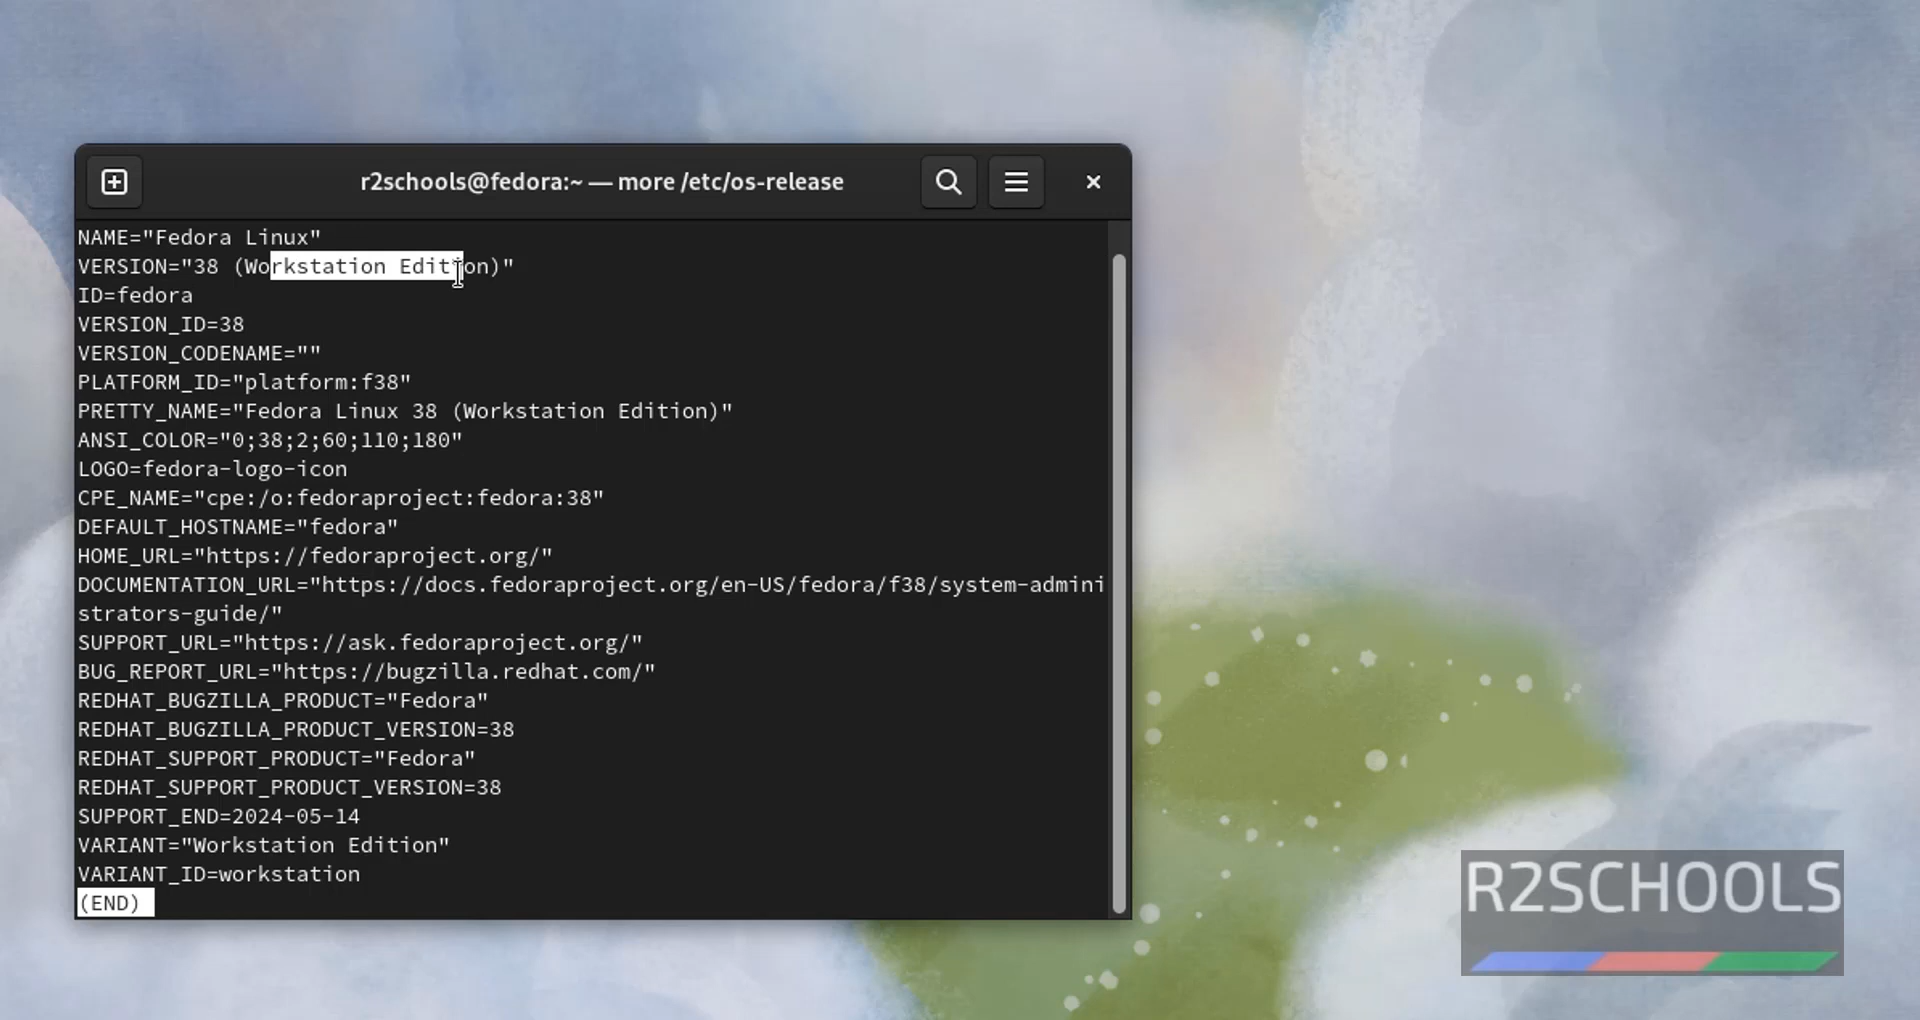 r2schools@fedora:~ — more /etc/os-release
NAME="Fedora Linux"
VERSION="38 (Workstation Edition)"
ID=fedora
VERSION_ID=38
VERSION_CODENAME=""
PLATFORM_ID="platform:f38"
PRETTY_NAME="Fedora Linux 38 (Workstation Edition)"
ANSI_COLOR="0;38;2;60;110;180"
LOGO=fedora-logo-icon
CPE_NAME="cpe:/o:fedoraproject:fedora:38"
DEFAULT_HOSTNAME="fedora"
HOME_URL="https://fedoraproject.org/"
DOCUMENTATION_URL="https://docs.fedoraproject.org/en-US/fedora/f38/system-admini
strators-guide/"
SUPPORT_URL="https://ask.fedoraproject.org/"
BUG_REPORT_URL="https://bugzilla.redhat.com/"
REDHAT_BUGZILLA_PRODUCT="Fedora"
REDHAT_BUGZILLA_PRODUCT_VERSION=38
REDHAT_SUPPORT_PRODUCT="Fedora"
REDHAT_SUPPORT_PRODUCT_VERSION=38
SUPPORT_END=2024-05-14
VARIANT="Workstation Edition"
VARIANT_ID=workstation
(END)
R2SCHOOLS